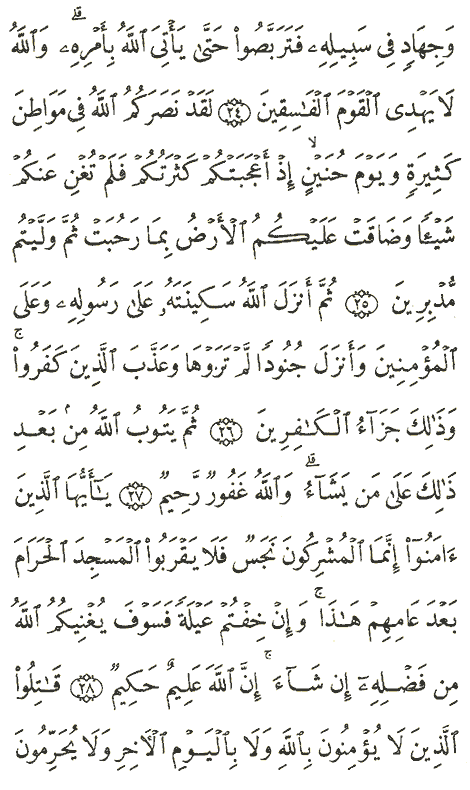 وَجِهَادٍ فِى سَبِيلِهِۦ فَتَرَبَّصُوا۟ حَتَّىٰ يَأْتِىَ ٱللَّهُ بِأَمْرِهِۦ ۗ وَٱللَّهُ
لَا يَهْدِى ٱلْقَوْمَ ٱلْفَٰسِقِينَ ﴿٢٤﴾ لَقَدْ نَصَرَكُمُ ٱللَّهُ فِى مَوَاطِنَ
كَثِيرَةٍ ۙ وَيَوْمَ حُنَيْنٍ ۙ إِذْ أَعْجَبَتْكُمْ كَثْرَتُكُمْ فَلَمْ تُغْنِ عَنكُمْ
شَيْـًٔا وَضَاقَتْ عَلَيْكُمُ ٱلْأَرْضُ بِمَا رَحُبَتْ ثُمَّ وَلَّيْتُم
مُّدْبِرِينَ ﴿٢٥﴾ ثُمَّ أَنزَلَ ٱللَّهُ سَكِينَتَهُۥ عَلَىٰ رَسُولِهِۦ وَعَلَى
ٱلْمُؤْمِنِينَ وَأَنزَلَ جُنُودًا لَّمْ تَرَوْهَا وَعَذَّبَ ٱلَّذِينَ كَفَرُوا۟ ۚ
وَذَٰلِكَ جَزَآءُ ٱلْكَٰفِرِينَ ﴿٢٦﴾ ثُمَّ يَتُوبُ ٱللَّهُ مِنۢ بَعْدِ
ذَٰلِكَ عَلَىٰ مَن يَشَآءُ ۗ وَٱللَّهُ غَفُورٌ رَّحِيمٌ ﴿٢٧﴾ يَٰٓأَيُّهَا ٱلَّذِينَ
ءَامَنُوٓا۟ إِنَّمَا ٱلْمُشْرِكُونَ نَجَسٌ فَلَا يَقْرَبُوا۟ ٱلْمَسْجِدَ ٱلْحَرَامَ
بَعْدَ عَامِهِمْ هَٰذَا ۚ وَإِنْ خِفْتُمْ عَيْلَةً فَسَوْفَ يُغْنِيكُمُ ٱللَّهُ
مِن فَضْلِهِۦٓ إِن شَآءَ ۚ إِنَّ ٱللَّهَ عَلِيمٌ حَكِيمٌ ﴿٢٨﴾ قَٰتِلُوا۟
ٱلَّذِينَ لَا يُؤْمِنُونَ بِٱللَّهِ وَلَا بِٱلْيَوْمِ ٱلْءَاخِرِ وَلَا يُحَرِّمُونَ